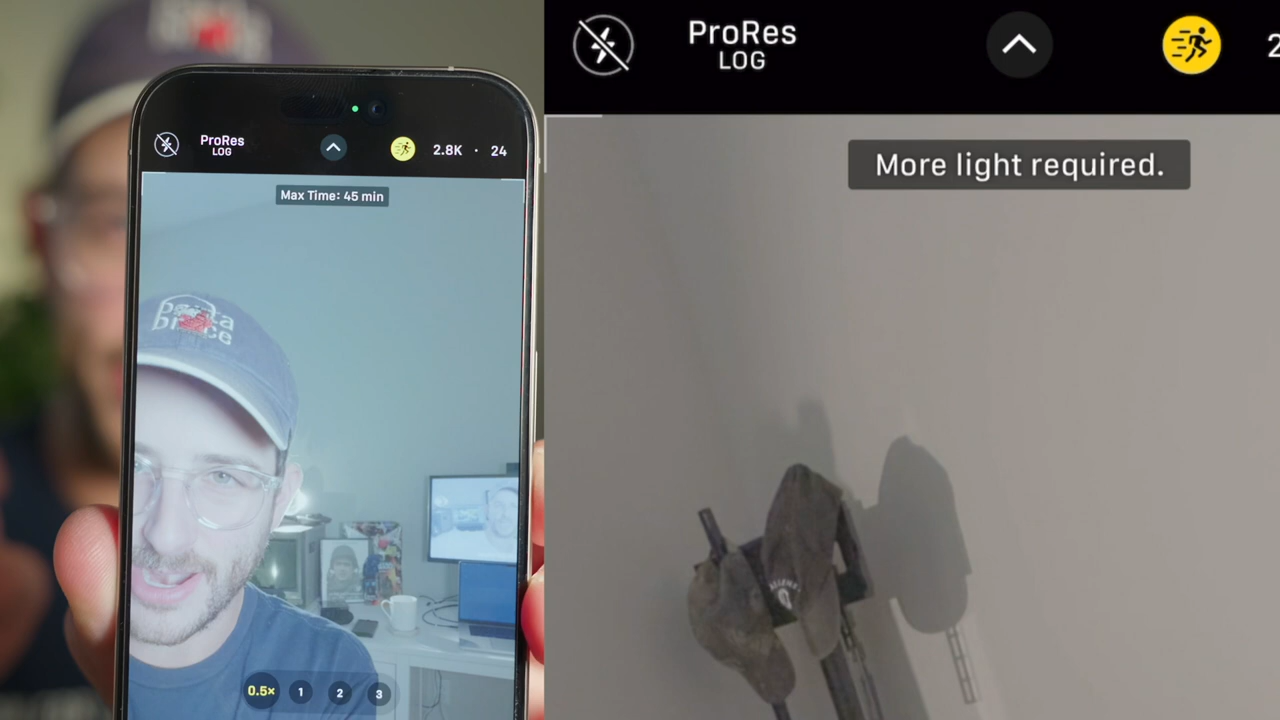 ProRes
LOG
2.8K · 24
Max Time: 45 min
0.5×
1
2
3
ProRes
LOG
2
More light required.